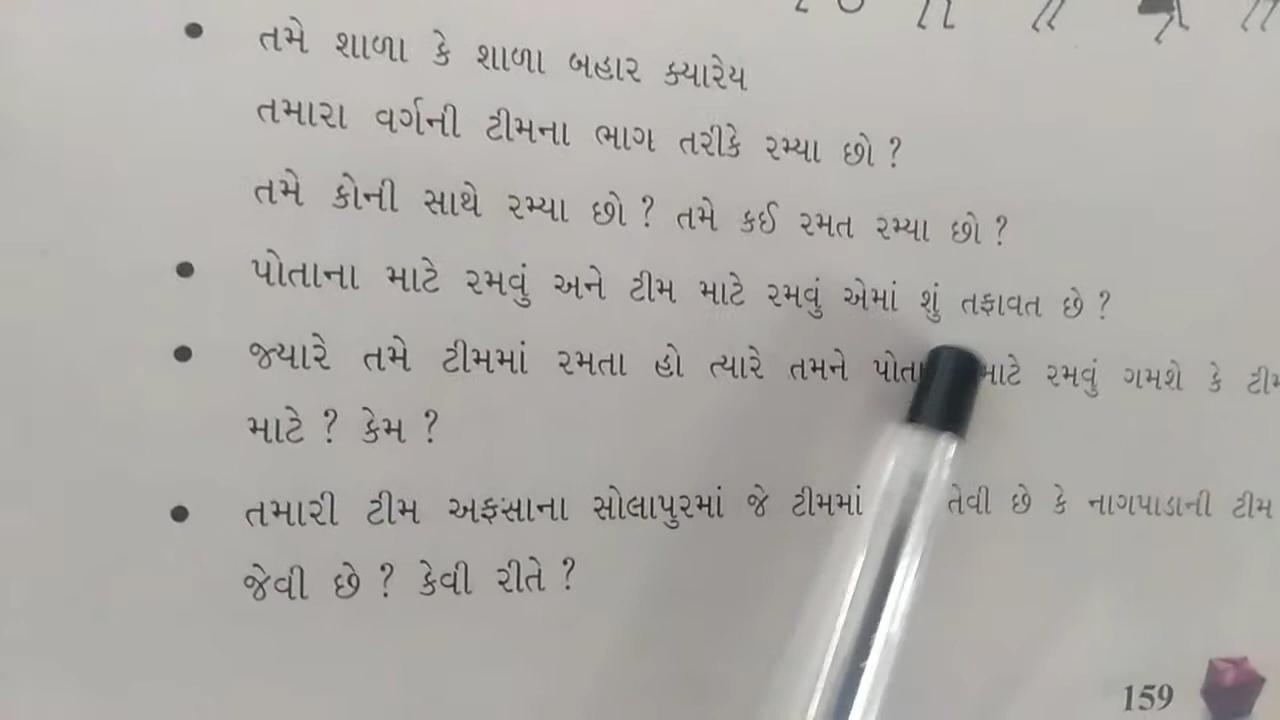 તમે શાળા કે શાળા બહાર ક્યારેય
તમારા વર્ગની ટીમના ભાગ તરીકે રમ્યા છો ?
તમે કોની સાથે રમ્યા છો ? તમે કઈ રમત રમ્યા છો ?
પોતાના માટે રમવું અને ટીમ માટે રમવું એમાં શું તફાવત છે ?
જ્યારે તમે ટીમમાં રમતા હો ત્યારે તમને માટે રમવું ગમશે કે
માટે ? કેમ ?
તમારી ટીમ અફસાના સોલાપુરમાં જે ટીમમાં તેવી છે કે નાગપાડાની ટીમ
જેવી છે ? કેવી રીતે ?
159